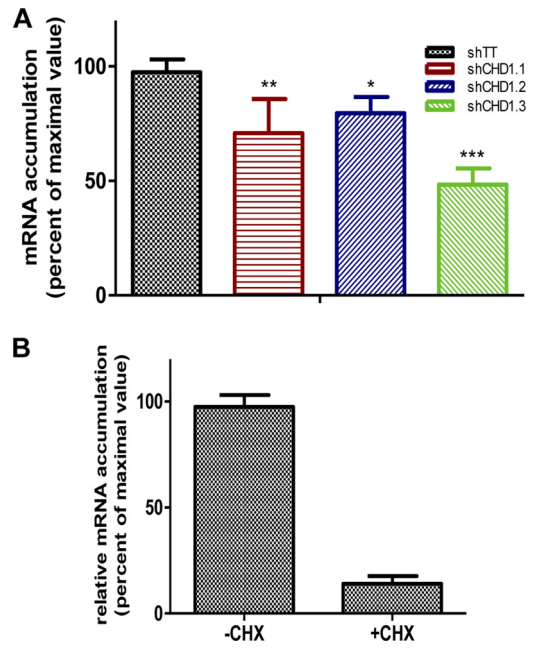 A
mRNA accumulation
(percent of maximal value)
100
50
0
**
*
***
shTT
shCHD1.1
shCHD1.2
shCHD1.3
B
relative mRNA accumulation
(percent of maximal value)
100
50
0
-CHX
+CHX